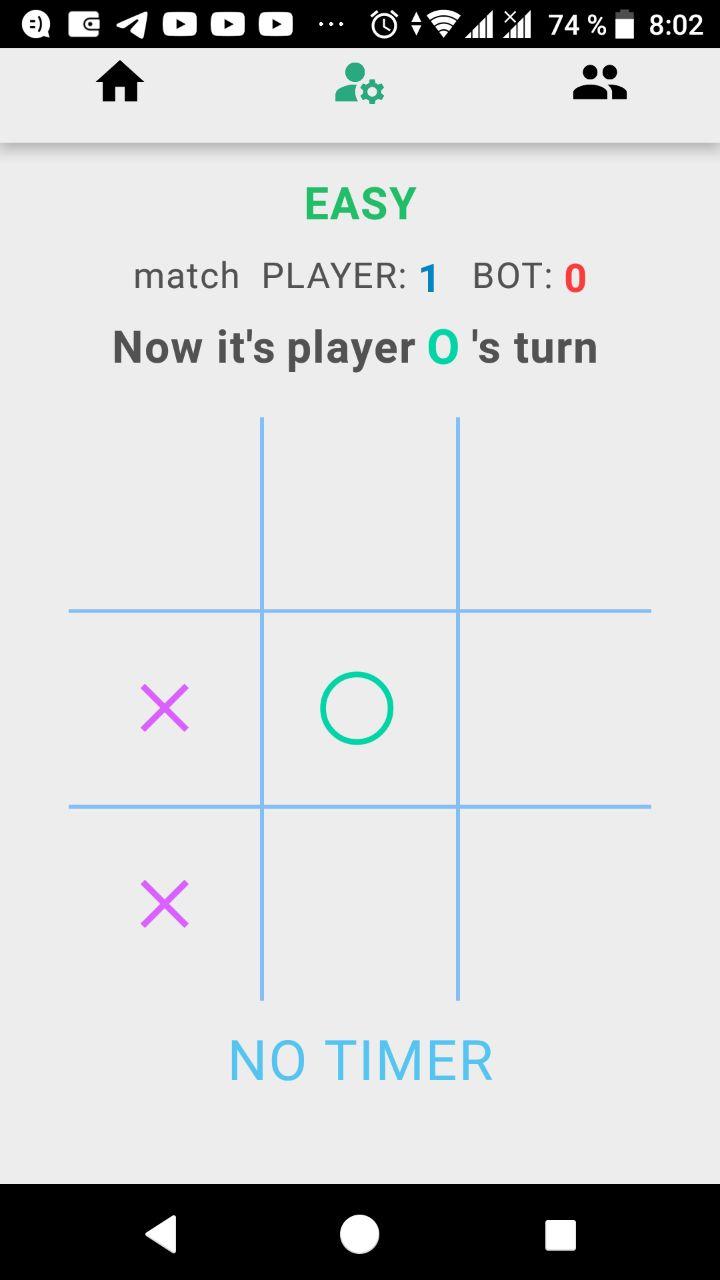 74 % 8:02
EASY
match PLAYER: 1 BOT: 0
Now it's player O 's turn
NO TIMER